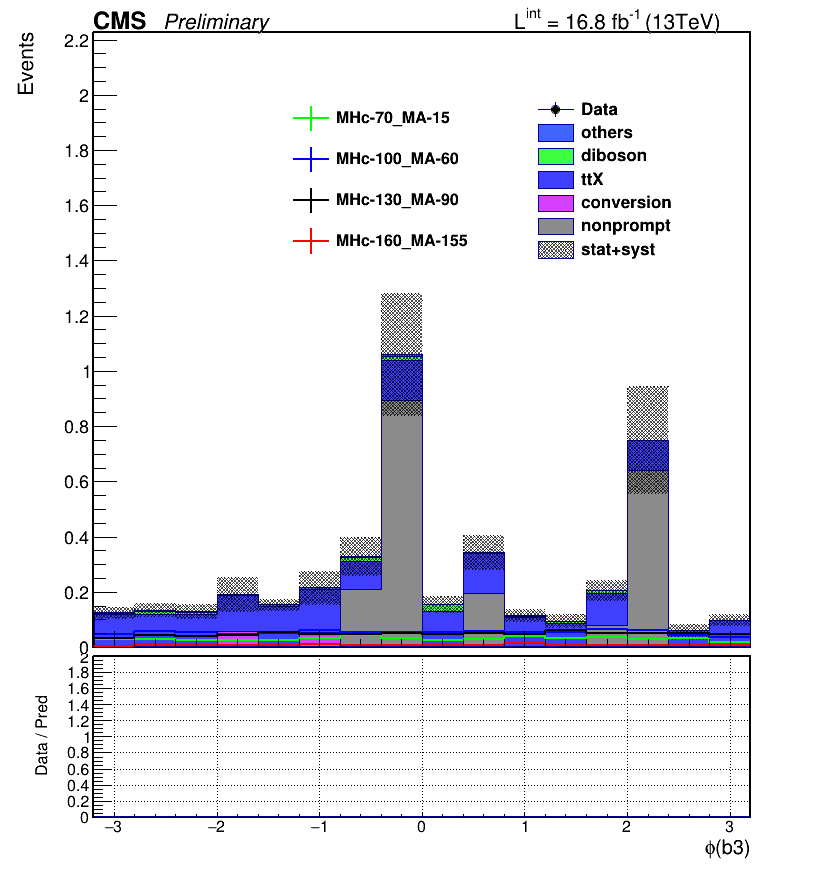 CMS Preliminary L^int = 16.8 fb^-1 (13TeV)
Events
2.2
2
1.8
1.6
1.4
1.2
1
0.8
0.6
0.4
0.2
0
MHc-70_MA-15
MHc-100_MA-60
MHc-130_MA-90
MHc-160_MA-155
Data
others
diboson
ttX
conversion
nonprompt
stat+syst
Data / Pred
2
1.8
1.6
1.4
1.2
1
0.8
0.6
0.4
0.2
0
−3 −2 −1 0 1 2 3
ϕ(b3)